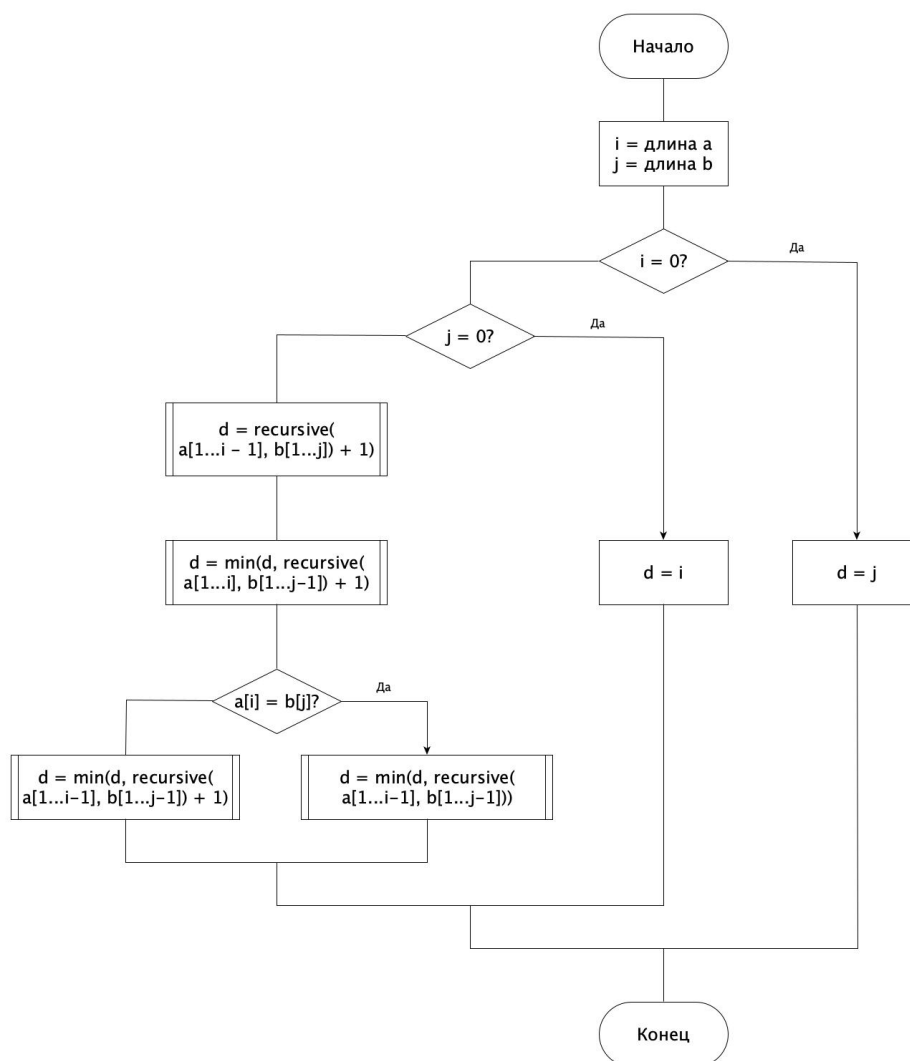 Начало
i = длина a
j = длина b
i = 0?
Да
j = 0?
Да
d = recursive(
a[1...i – 1], b[1...j]) + 1)
d = min(d, recursive(
a[1...i], b[1...j-1]) + 1)
d = i
d = j
a[i] = b[j]?
Да
d = min(d, recursive(
a[1...i-1], b[1...j-1]) + 1)
d = min(d, recursive(
a[1...i-1], b[1...j-1]))
Конец